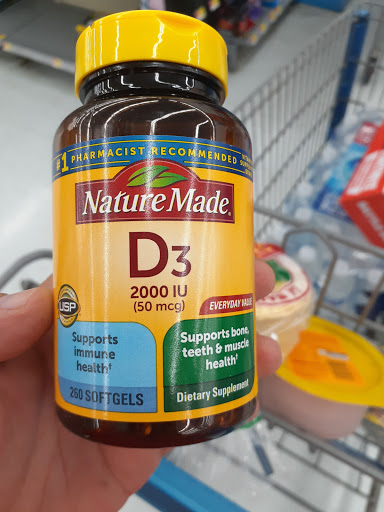 #1 PHARMACIST RECOMMENDED
Nature Made®
D3
2000 IU
(50 mcg)
EVERYDAY VALUE
USP
Supports
immune
health†
260 SOFTGELS
Supports bone,
teeth & muscle
health†
Dietary Supplement